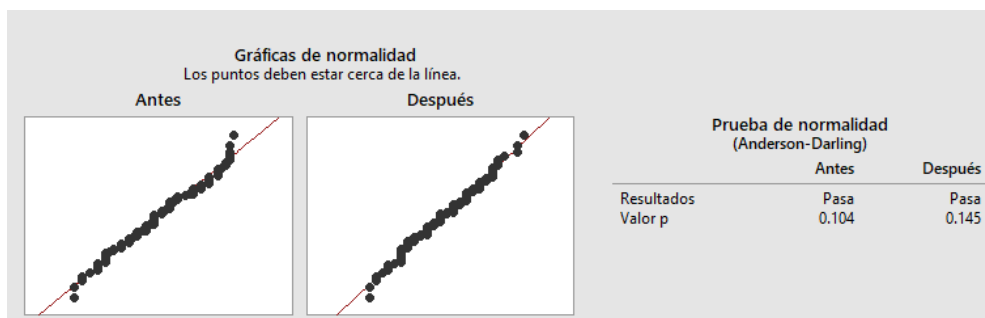 Gráficas de normalidad
Los puntos deben estar cerca de la línea.
Antes Después
Prueba de normalidad
(Anderson-Darling)
Antes Después
Resultados Pasa Pasa
Valor p 0.104 0.145